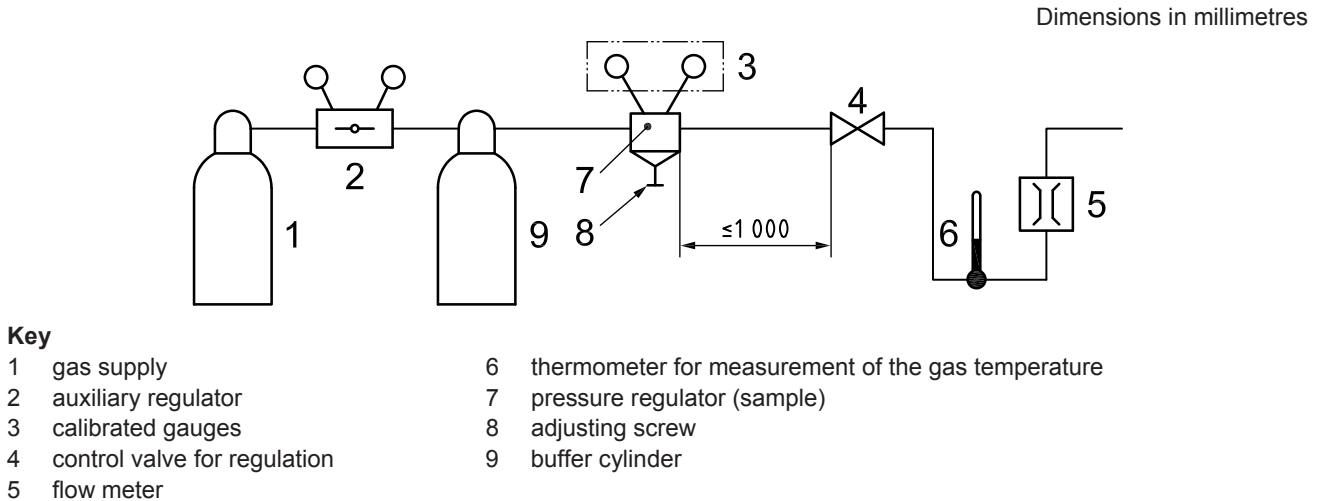 Dimensions in millimetres
3
4
2
7
5
1
9
8
≤1 000
6
Key
1 gas supply
2 auxiliary regulator
3 calibrated gauges
4 control valve for regulation
5 flow meter
6 thermometer for measurement of the gas temperature
7 pressure regulator (sample)
8 adjusting screw
9 buffer cylinder